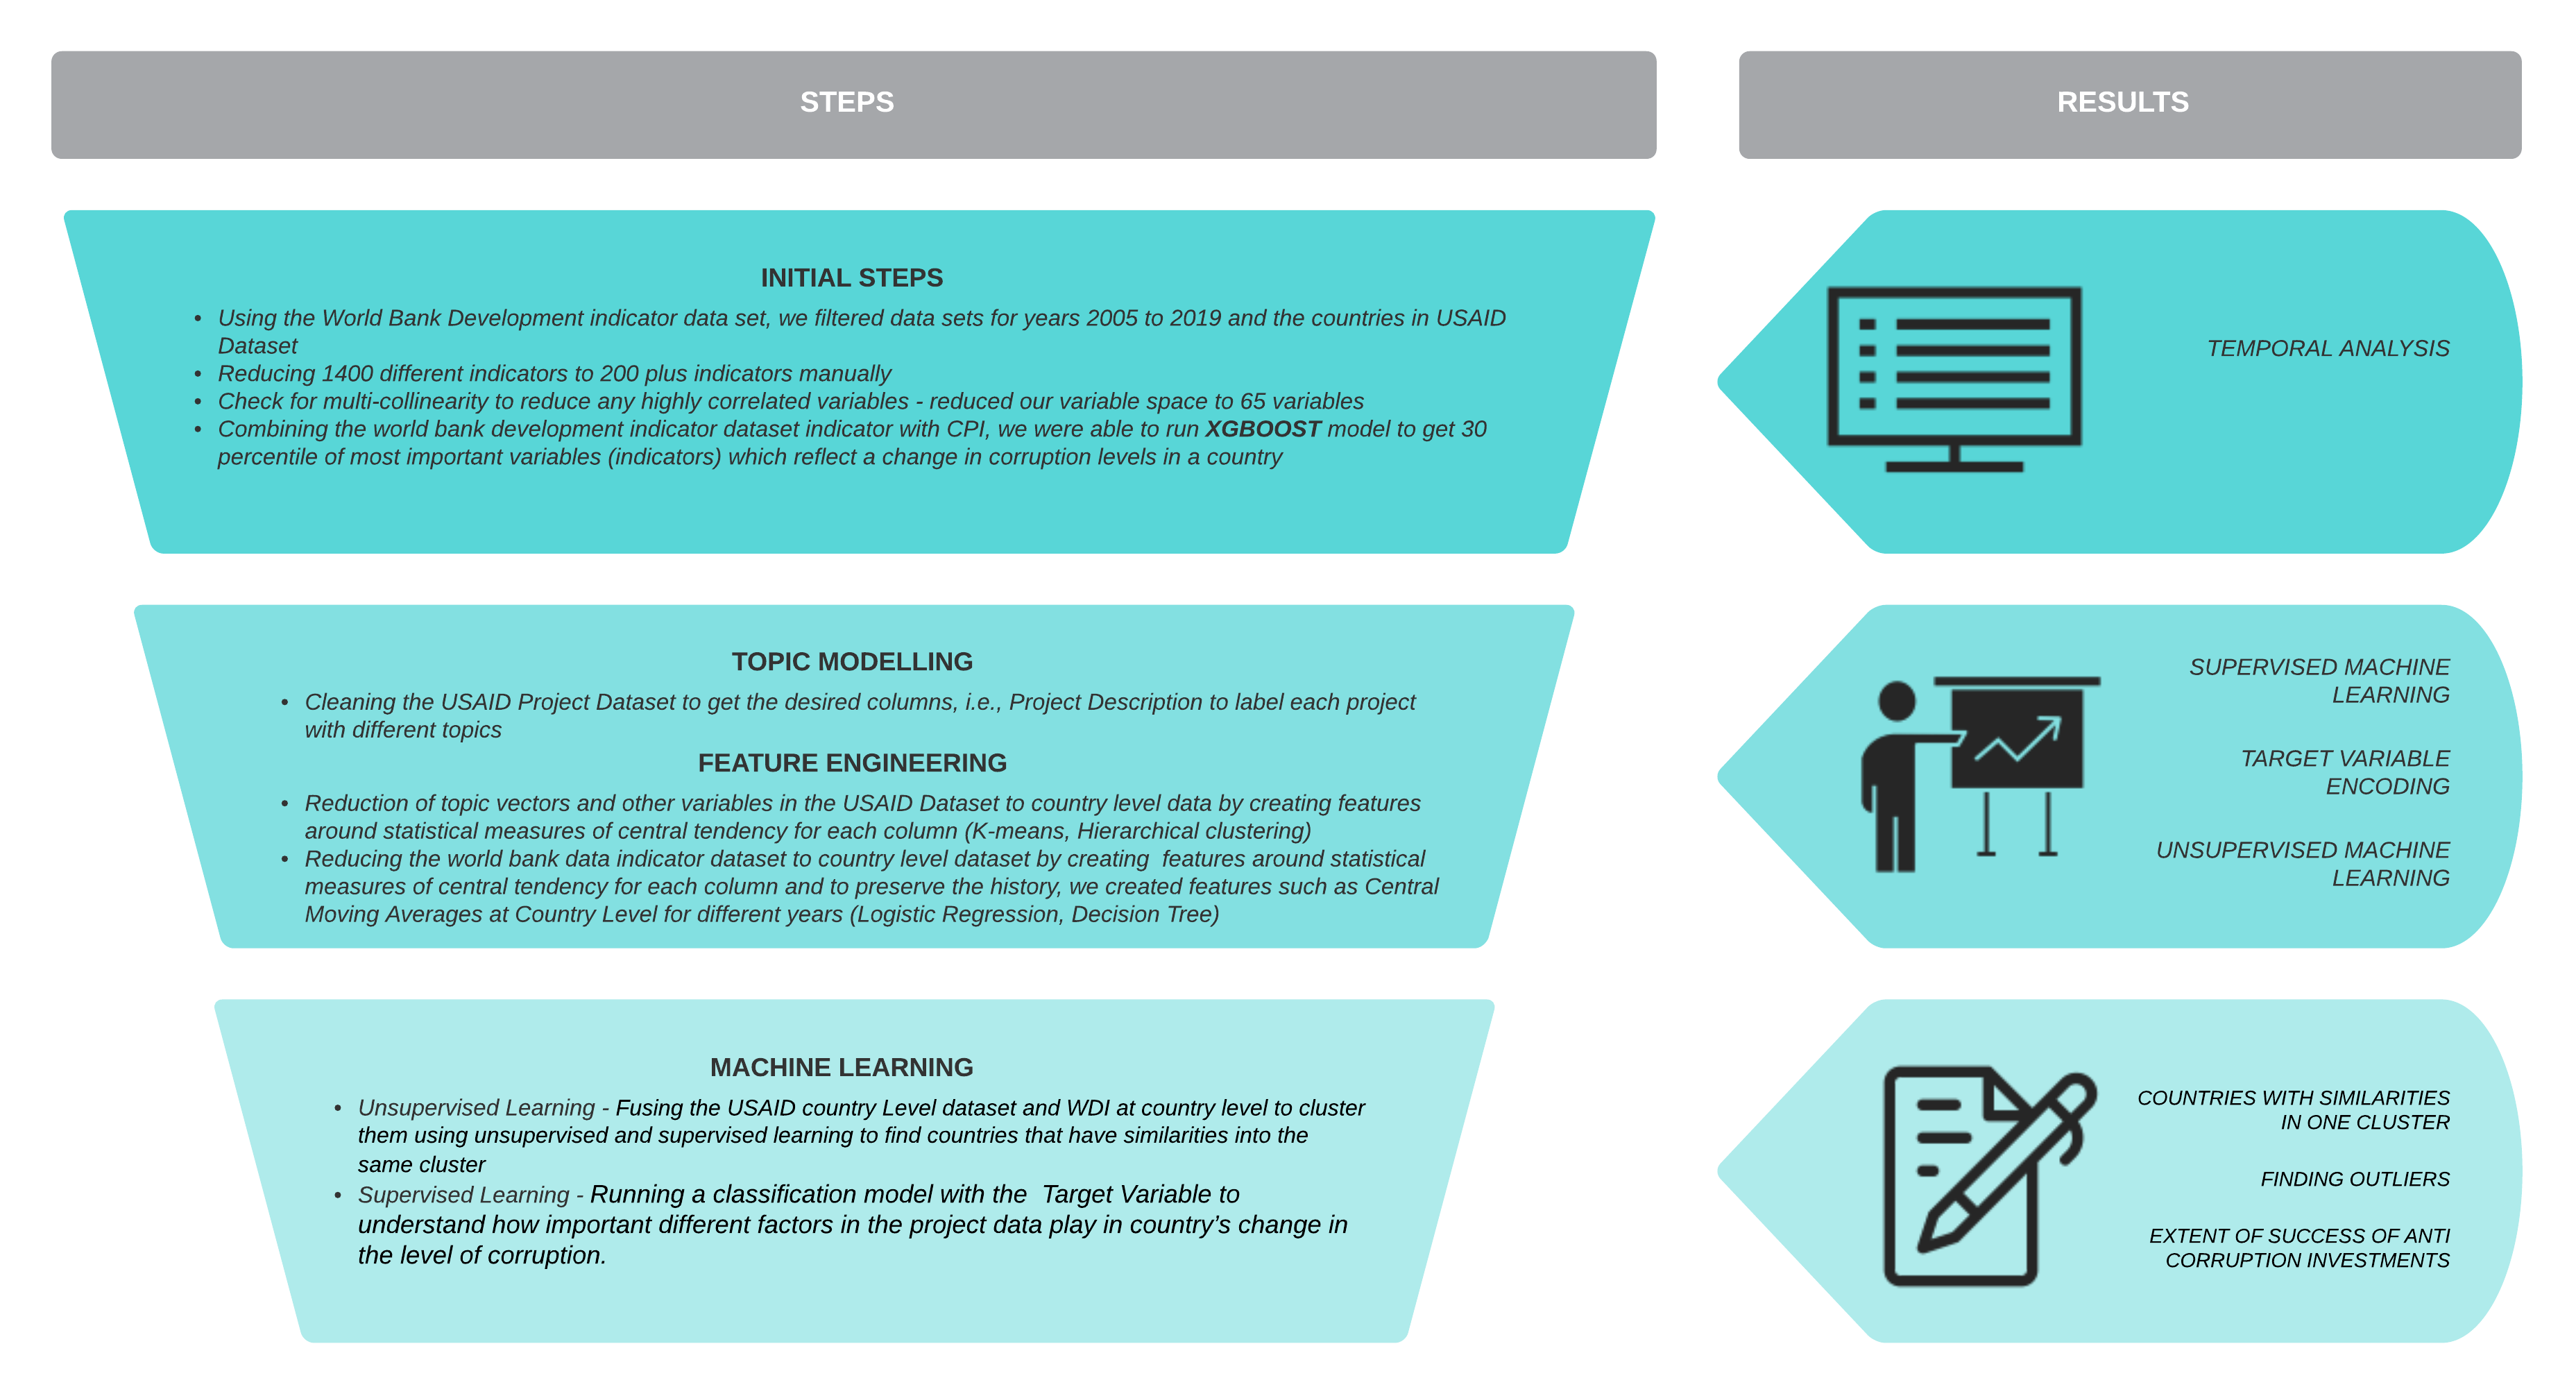 STEPS
RESULTS
INITIAL STEPS
• Using the World Bank Development indicator data set, we filtered data sets for years 2005 to 2019 and the countries in USAID
Dataset
• Reducing 1400 different indicators to 200 plus indicators manually
• Check for multi-collinearity to reduce any highly correlated variables - reduced our variable space to 65 variables
• Combining the world bank development indicator dataset indicator with CPI, we were able to run XGBOOST model to get 30
percentile of most important variables (indicators) which reflect a change in corruption levels in a country
TEMPORAL ANALYSIS
TOPIC MODELLING
• Cleaning the USAID Project Dataset to get the desired columns, i.e., Project Description to label each project
with different topics
FEATURE ENGINEERING
• Reduction of topic vectors and other variables in the USAID Dataset to country level data by creating features
around statistical measures of central tendency for each column (K-means, Hierarchical clustering)
• Reducing the world bank data indicator dataset to country level dataset by creating  features around statistical
measures of central tendency for each column and to preserve the history, we created features such as Central
Moving Averages at Country Level for different years (Logistic Regression, Decision Tree)
SUPERVISED MACHINE
LEARNING
TARGET VARIABLE
ENCODING
UNSUPERVISED MACHINE
LEARNING
MACHINE LEARNING
• Unsupervised Learning - Fusing the USAID country Level dataset and WDI at country level to cluster
them using unsupervised and supervised learning to find countries that have similarities into the
same cluster
• Supervised Learning - Running a classification model with the  Target Variable to
understand how important different factors in the project data play in country’s change in
the level of corruption.
COUNTRIES WITH SIMILARITIES
IN ONE CLUSTER
FINDING OUTLIERS
EXTENT OF SUCCESS OF ANTI
CORRUPTION INVESTMENTS